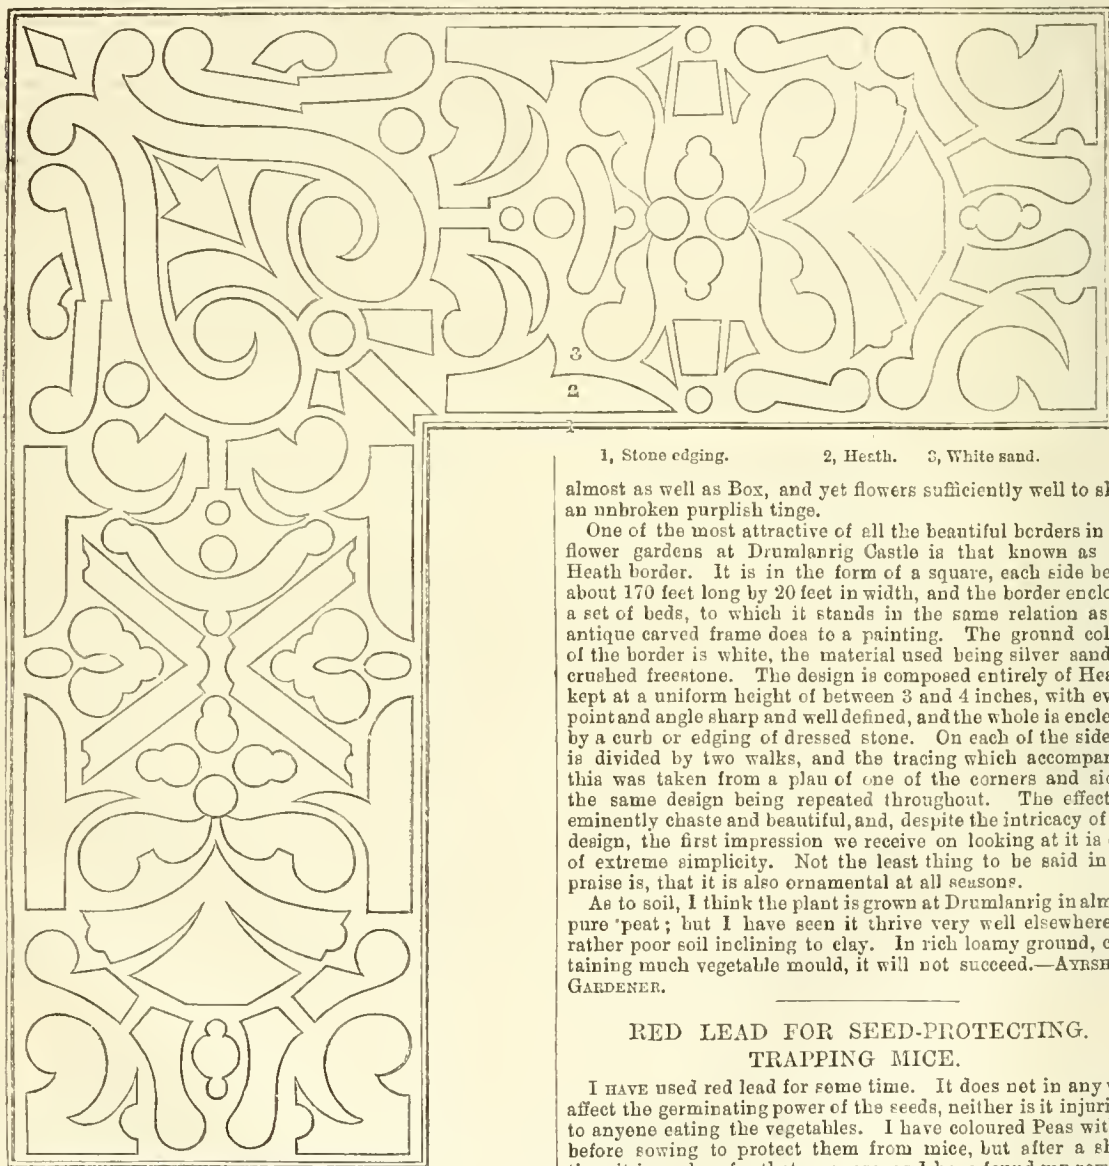 3
2
1
1, Stone edging. 2, Heath. 3, White sand.
almost as well as Box, and yet flowers sufficiently well to
an unbroken purplish tinge.
One of the most attractive of all the beautiful borders in
flower gardens at Drumlanrig Castle is that known as
Heath border. It is in the form of a square, each side
about 170 feet long by 20 feet in width, and the border
a set of beds, to which it stands in the same relation as
antique carved frame does to a painting. The ground
of the border is white, the material used being silver sand
crushed freestone. The design is composed entirely of
kept at a uniform height of between 3 and 4 inches, with
point and angle sharp and well defined, and the whole is
by a curb or edging of dressed stone. On each of the
is divided by two walks, and the tracing which
this was taken from a plan of one of the corners and
the same design being repeated throughout. The
eminently chaste and beautiful, and, despite the intricacy of
design, the first impression we receive on looking at it is
of extreme simplicity. Not the least thing to be said in
praise is, that it is also ornamental at all seasons.
As to soil, I think the plant is grown at Drumlanrig in
pure peat; but I have seen it thrive very well elsewhere
rather poor soil inclining to clay. In rich loamy ground,
taining much vegetable mould, it will not succeed.—
GARDENER.
RED LEAD FOR SEED-PROTECTING.
TRAPPING MICE.
I HAVE used red lead for some time. It does not in any
affect the germinating power of the seeds, neither is it
to anyone eating the vegetables. I have coloured Peas
before sowing to protect them from mice, but after a